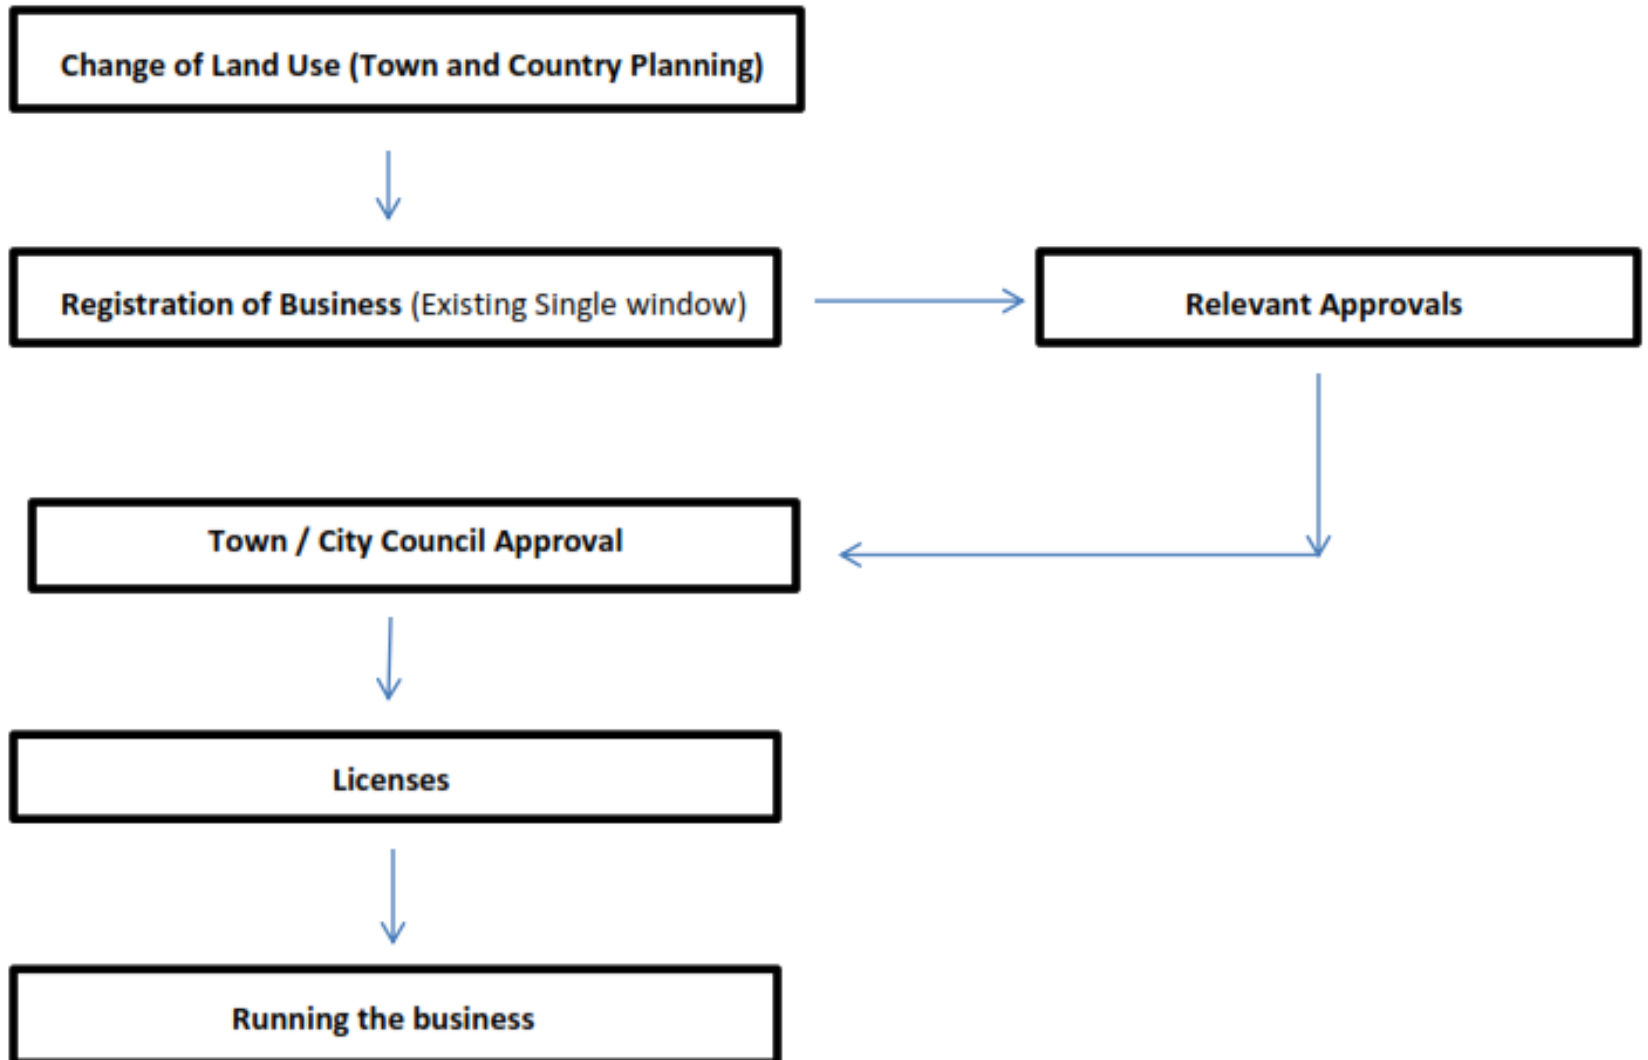 Change of Land Use (Town and Country Planning)
Registration of Business (Existing Single window)
Relevant Approvals
Town / City Council Approval
Licenses
Running the business